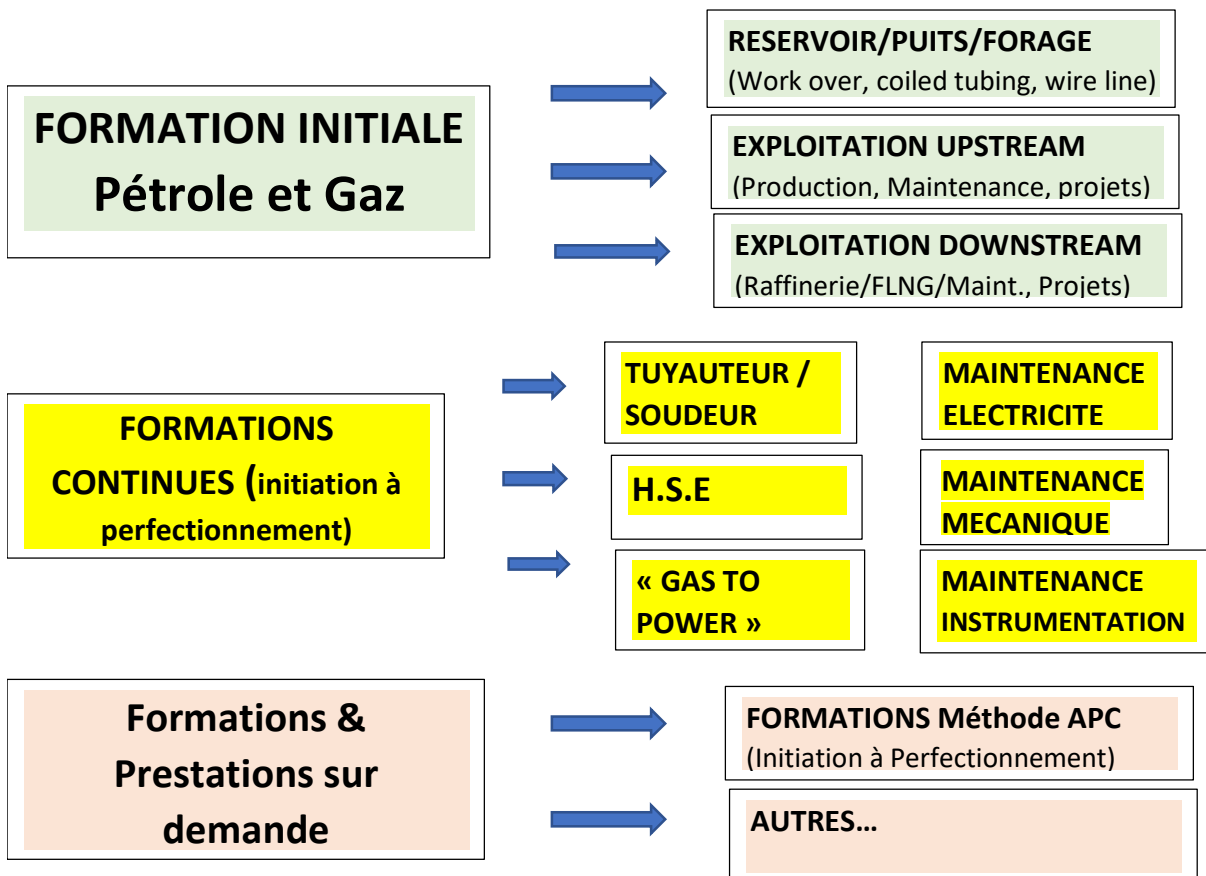 FORMATION INITIALE
Pétrole et Gaz
RESERVOIR/PUITS/FORAGE
(Work over, coiled tubing, wire line)
EXPLOITATION UPSTREAM
(Production, Maintenance, projets)
EXPLOITATION DOWNSTREAM
(Raffinerie/FLNG/Maint., Projets)
FORMATIONS
CONTINUES (initiation à
perfectionnement)
TUYAUTEUR /
SOUDEUR
MAINTENANCE
ELECTRICITE
H.S.E
MAINTENANCE
MECANIQUE
« GAS TO
POWER »
MAINTENANCE
INSTRUMENTATION
Formations &
Prestations sur
demande
FORMATIONS Méthode APC
(Initiation à Perfectionnement)
AUTRES…